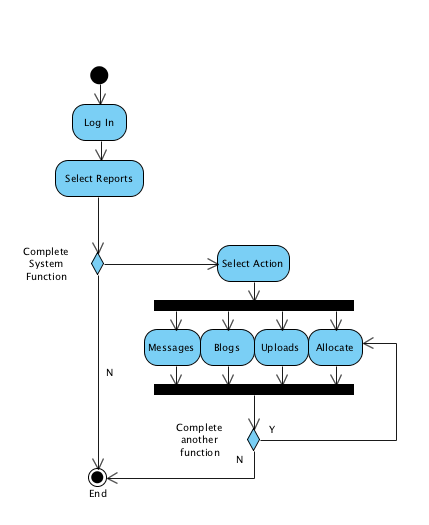 Log In
Select Reports
Complete
System
Function
Select Action
Messages
Blogs
Uploads
Allocate
N
Complete
another
function
Y
N
End